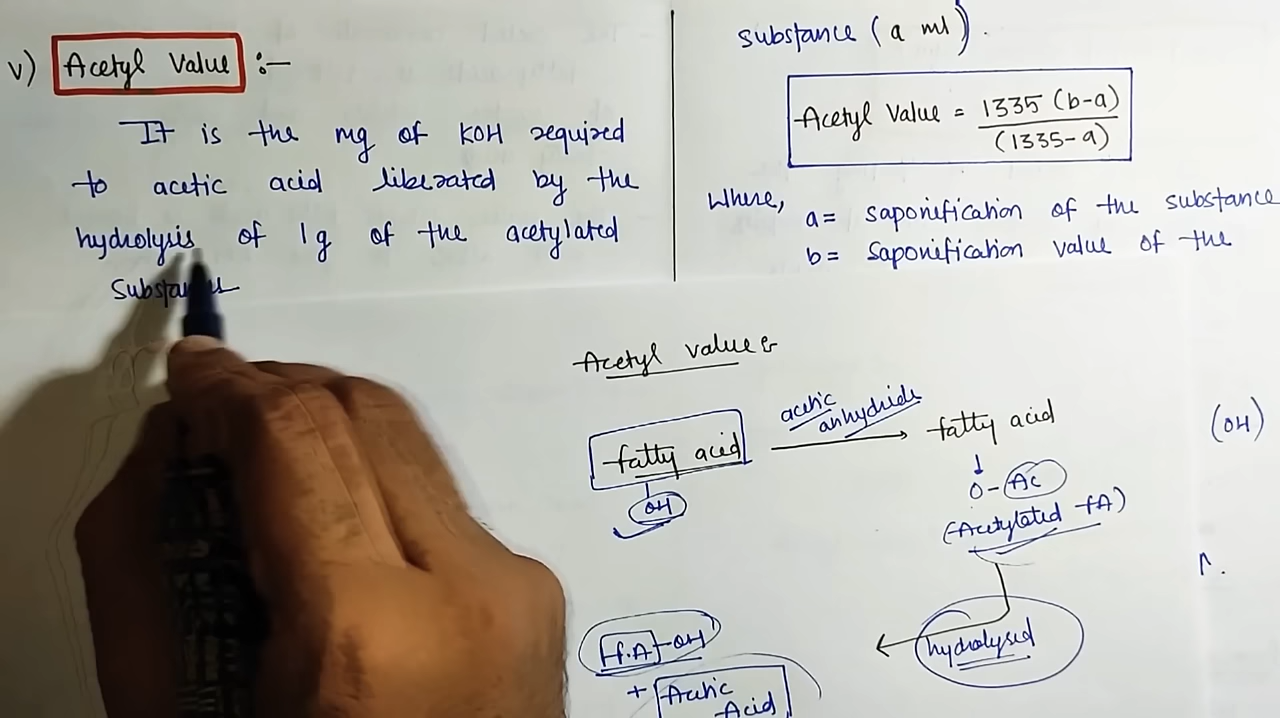 v) Acetyl Value :-
It is the mg of KOH required
to acetic acid liberated by the
hydrolysis of 1g of the acetylated
substance (a ml).
Acetyl Value = 1335 (b-a)
(1335-a)
Where,
a= saponification of the substance
b= saponification value of the
Acetyl value
fatty acid
OH
acetic
anhydride
fatty acid
O-Ac
(Acetylated fA)
(OH)
hydrolysed
f.A-OH
+ Acetic
Acid